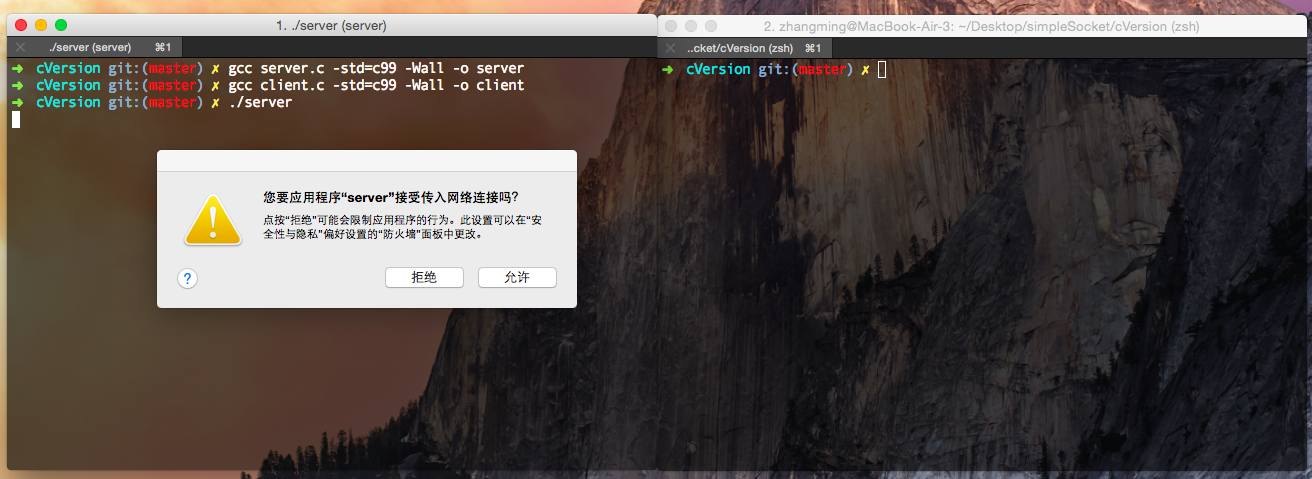 1. ./server (server)
./server (server) ⌘1
➜ cVersion git:(master) ✗ gcc server.c -std=c99 -Wall -o server
➜ cVersion git:(master) ✗ gcc client.c -std=c99 -Wall -o client
➜ cVersion git:(master) ✗ ./server
您要应用程序“server”接受传入网络连接吗？
点按“拒绝”可能会限制应用程序的行为。此设置可以在“安
全性与隐私”偏好设置的“防火墙”面板中更改。
?
拒绝
允许
2. zhangming@MacBook-Air-3: ~/Desktop/simpleSocket/cVersion (zsh)
..cket/cVersion (zsh) ⌘1
➜ cVersion git:(master) ✗